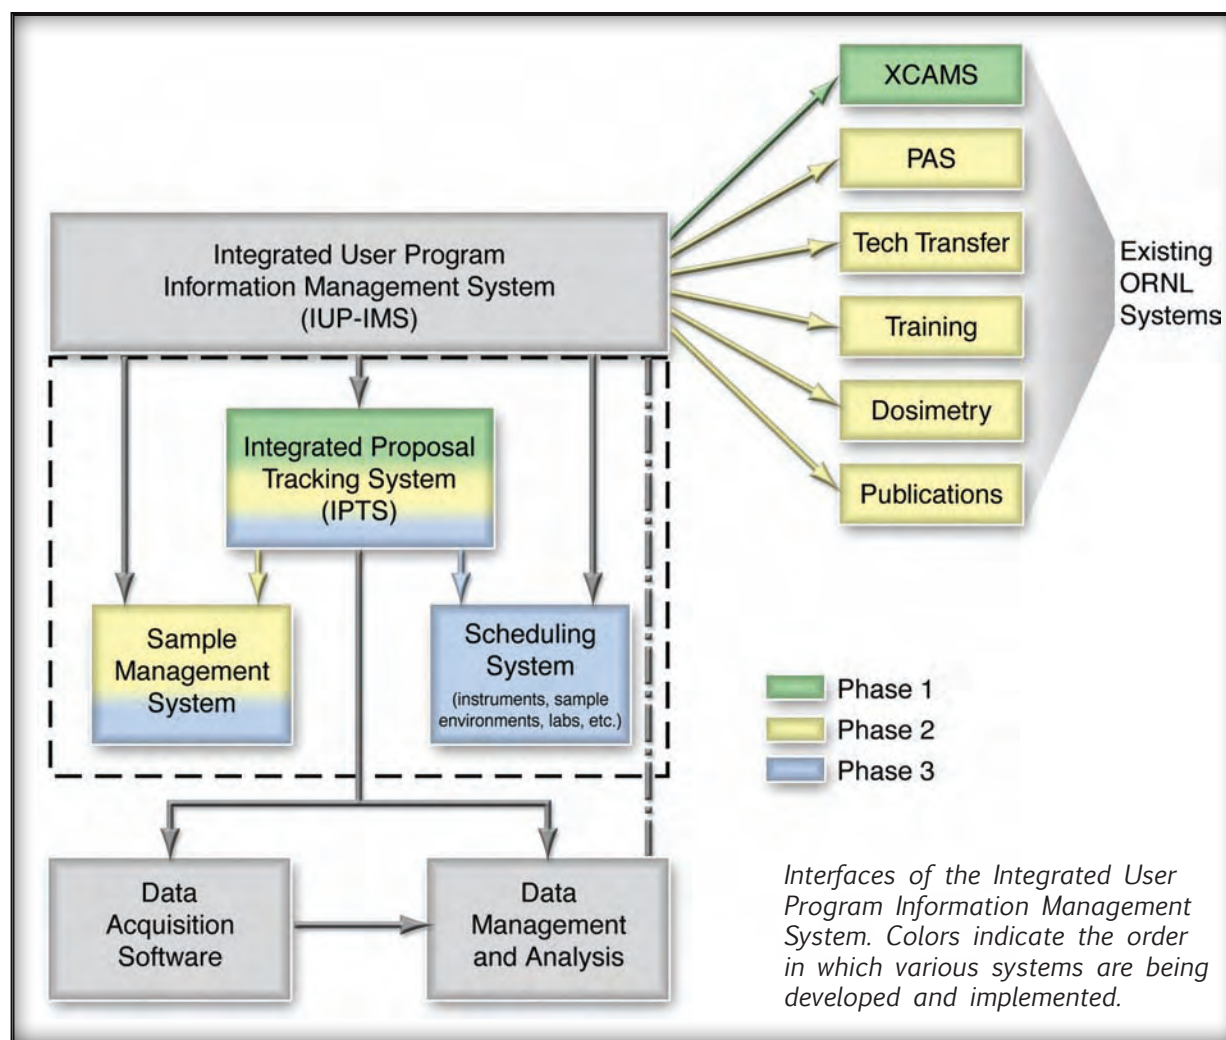 XCAMS
PAS
Tech Transfer
Training
Dosimetry
Publications
Existing
ORNL
Systems
Integrated User Program
Information Management System
(IUP-IMS)
Integrated Proposal
Tracking System
(IPTS)
Sample
Management
System
Scheduling
System
(instruments, sample
environments, labs, etc.)
Phase 1
Phase 2
Phase 3
Data
Acquisition
Software
Data
Management
and Analysis
Interfaces of the Integrated User
Program Information Management
System. Colors indicate the order
in which various systems are being
developed and implemented.